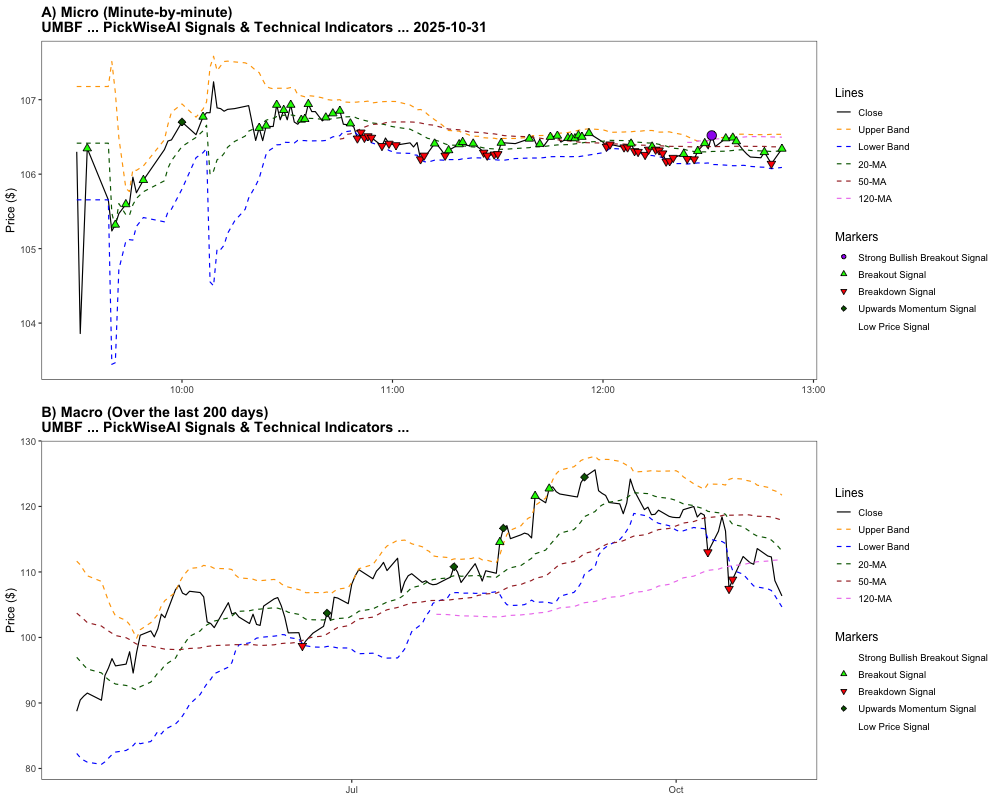 A) Micro (Minute-by-minute)
UMBF ... PickWiseAI Signals & Technical Indicators ... 2025-10-31
Price ($)
107
106
105
104
10:00
11:00
12:00
13:00
Lines
Close
Upper Band
Lower Band
20-MA
50-MA
120-MA
Markers
Strong Bullish Breakout Signal
Breakout Signal
Breakdown Signal
Upwards Momentum Signal
Low Price Signal
B) Macro (Over the last 200 days)
UMBF ... PickWiseAI Signals & Technical Indicators ...
Price ($)
130
120
110
100
90
80
Jul
Oct
Lines
Close
Upper Band
Lower Band
20-MA
50-MA
120-MA
Markers
Strong Bullish Breakout Signal
Breakout Signal
Breakdown Signal
Upwards Momentum Signal
Low Price Signal